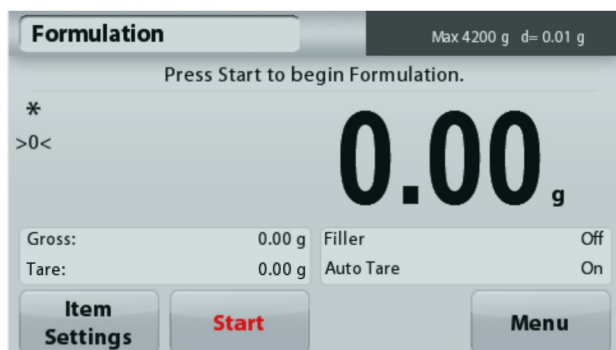 Formulation
Max 4200 g d= 0.01 g
Press Start to begin Formulation.
*
>0<
0.00 g
Gross: 0.00 g Filler Off
Tare: 0.00 g Auto Tare On
Item
Settings
Start
Menu